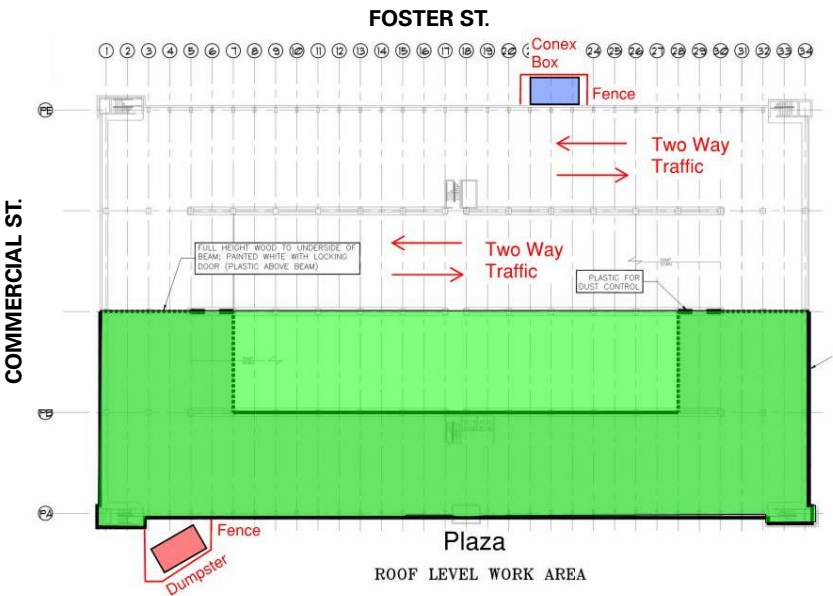 FOSTER ST.
1 2 3 4 5 6 7 8 9 10 11 12 13 14 15 16 17 18 19 20 24 25 26 27 28 29 30 31 32 33 34
Conex
Box
Fence
PE
Two Way
Traffic
COMMERCIAL ST.
FULL HEIGHT WOOD TO UNDERSIDE OF
BEAM; PAINTED WHITE WITH LOCKING
DOOR (PLASTIC ABOVE BEAM)
Two Way
Traffic
PLASTIC FOR
DUST CONTROL
PB
PA
Fence
Dumpster
Plaza
ROOF LEVEL WORK AREA